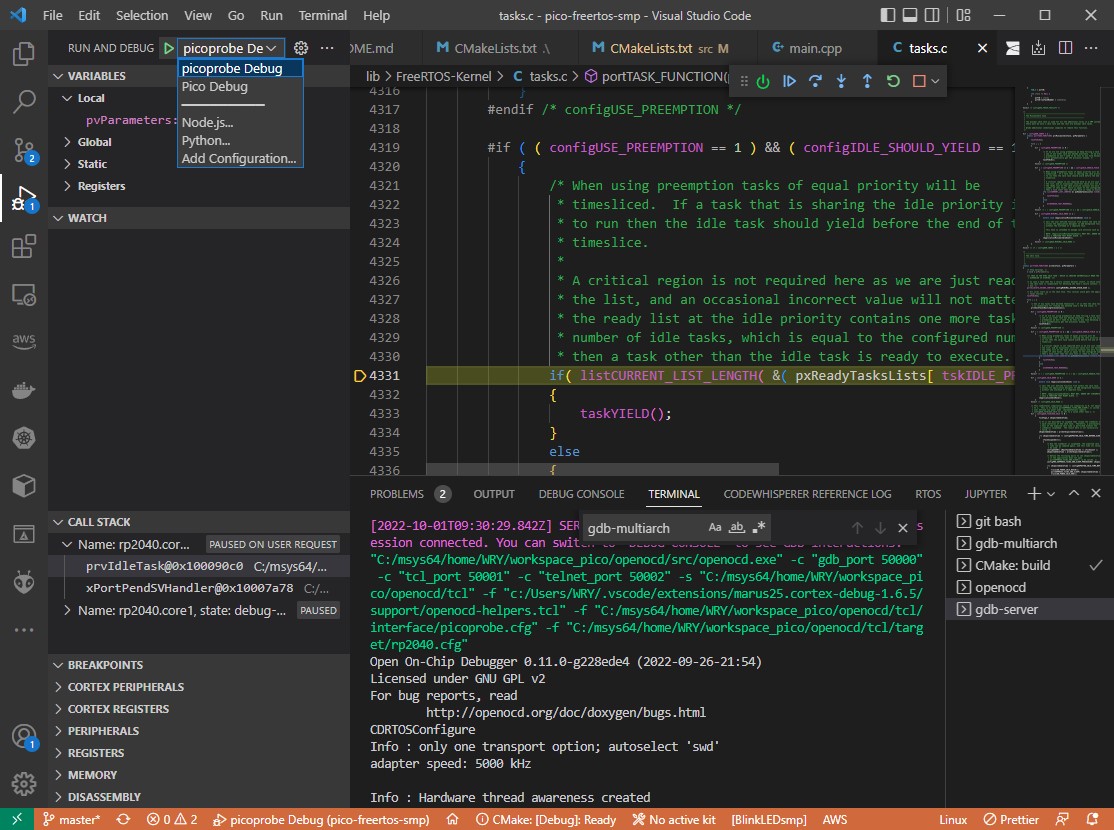 File Edit Selection View Go Run Terminal Help tasks.c - pico-freertos-smp - Visual Studio Code
RUN AND DEBUG picoprobe De
OME.md CMakeLists.txt .\ CMakeLists.txt src M main.cpp C tasks.c
picoprobe Debug
Pico Debug
Node.js...
Python...
Add Configuration...
VARIABLES
Local
pvParameters:
Global
Static
Registers
WATCH
lib > FreeRTOS-Kernel > C tasks.c > portTASK_FUNCTION(
4316 }
4317 #endif /* configUSE_PREEMPTION */
4318
4319 #if ( ( configUSE_PREEMPTION == 1 ) && ( configIDLE_SHOULD_YIELD == 1
4320 {
4321 /* When using preemption tasks of equal priority will be
4322 * timesliced. If a task that is sharing the idle priority i
4323 * to run then the idle task should yield before the end of t
4324 * timeslice.
4325 *
4326 * A critical region is not required here as we are just read
4327 * the list, and an occasional incorrect value will not matte
4328 * the ready list at the idle priority contains one more task
4329 * number of idle tasks, which is equal to the configured num
4330 * then a task other than the idle task is ready to execute.
4331 if( listCURRENT_LIST_LENGTH( &( pxReadyTasksLists[ tskIDLE_PR
4332 {
4333 taskYIELD();
4334 }
4335 else
4336 {
2
1
aws
1
CALL STACK
Name: rp2040.cor... PAUSED ON USER REQUEST
prvIdleTask@0x100090c0 C:/msys64/...
xPortPendSVHandler@0x10007a78 C:/...
Name: rp2040.core1, state: debug-... PAUSED
BREAKPOINTS
CORTEX PERIPHERALS
CORTEX REGISTERS
PERIPHERALS
REGISTERS
MEMORY
DISASSEMBLY
PROBLEMS 2 OUTPUT DEBUG CONSOLE TERMINAL CODEWHISPERER REFERENCE LOG RTOS JUPYTER
gdb-multiarch Aa ab .*
[2022-10-01T09:30:29.842Z] SER
ession connected. You can switch to "DEBUG CONSOLE" to see GDB interactions.
"C:/msys64/home/WRY/workspace_pico/openocd/src/openocd.exe" -c "gdb_port 50000"
-c "tcl_port 50001" -c "telnet_port 50002" -s "C:/msys64/home/WRY/workspace_pi
co/openocd/tcl" -f "c:/Users/WRY/.vscode/extensions/marus25.cortex-debug-1.6.5/
support/openocd-helpers.tcl" -f "C:/msys64/home/WRY/workspace_pico/openocd/tcl/
interface/picoprobe.cfg" -f "C:/msys64/home/WRY/workspace_pico/openocd/tcl/targ
et/rp2040.cfg"
Open On-Chip Debugger 0.11.0-g228ede4 (2022-09-26-21:54)
Licensed under GNU GPL v2
For bug reports, read
http://openocd.org/doc/doxygen/bugs.html
CDRTOSConfigure
Info : only one transport option; autoselect 'swd'
adapter speed: 5000 kHz
Info : Hardware thread awareness created
git bash
gdb-multiarch
CMake: build
openocd
gdb-server
master* 0 2 picoprobe Debug (pico-freertos-smp) CMake: [Debug]: Ready No active kit [BlinkLEDsmp] AWS Linux Prettier